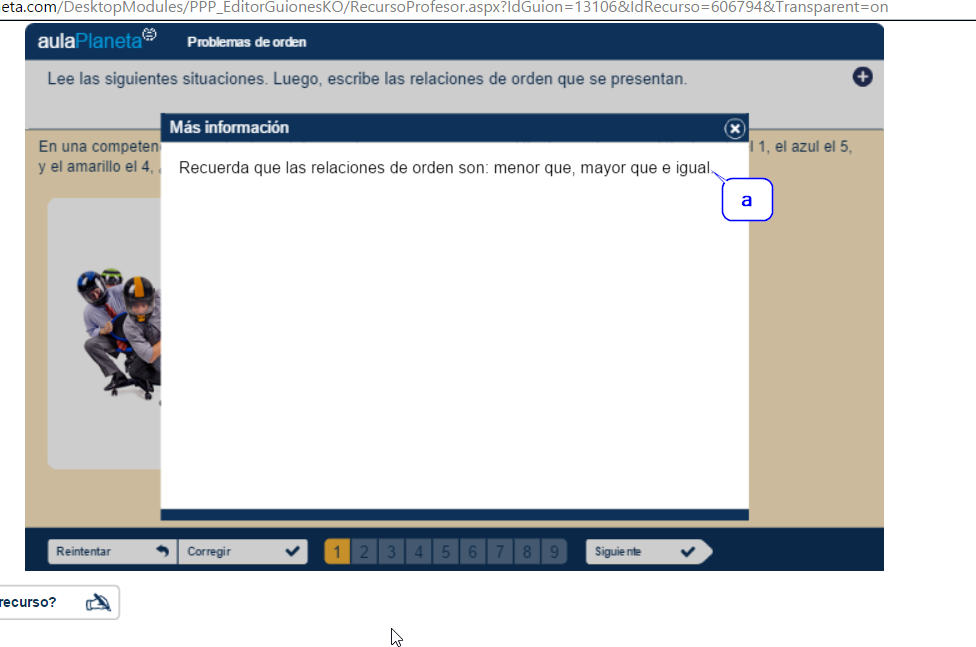 eta.com/DesktopModules/PPP_EditorGuionesKO/RecursoProfesor.aspx?IdGuion=13106&IdRecurso=606794&Transparent=on
aulaPlaneta Problemas de orden
Lee las siguientes situaciones. Luego, escribe las relaciones de orden que se presentan.
Más información
En una competen l 1, el azul el 5,
y el amarillo el 4,
Recuerda que las relaciones de orden son: menor que, mayor que e igual.
a
Reintentar Corregir 1 2 3 4 5 6 7 8 9 Siguiente
recurso?